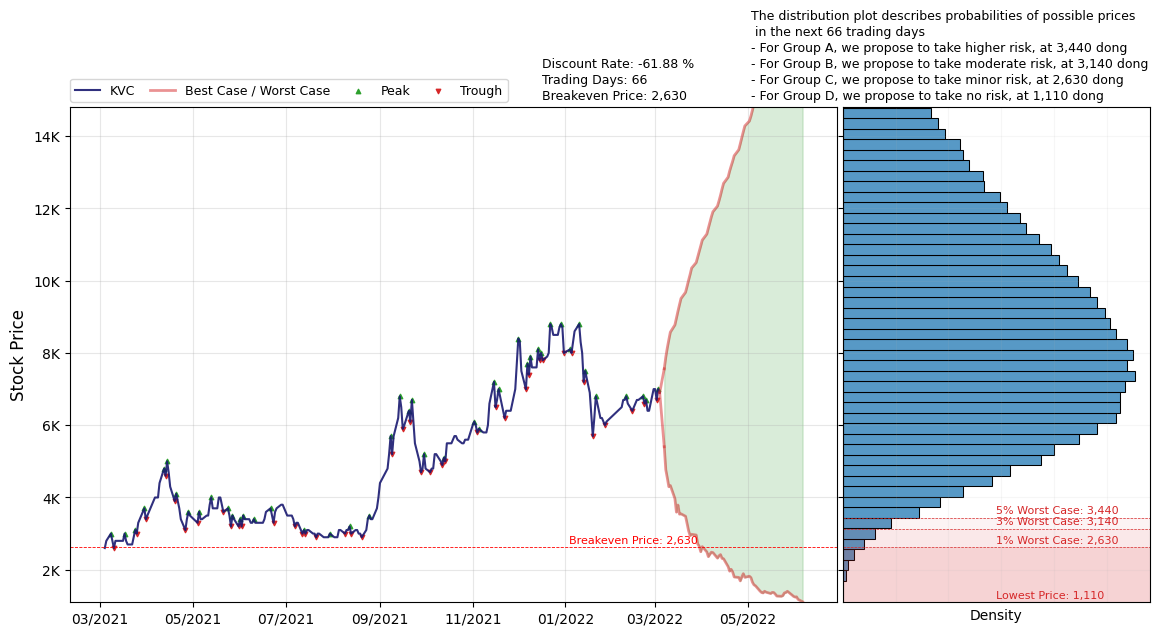 The distribution plot describes probabilities of possible prices
in the next 66 trading days
- For Group A, we propose to take higher risk, at 3,440 dong
- For Group B, we propose to take moderate risk, at 3,140 dong
- For Group C, we propose to take minor risk, at 2,630 dong
- For Group D, we propose to take no risk, at 1,110 dong
Discount Rate: -61.88 %
Trading Days: 66
Breakeven Price: 2,630
KVC
Best Case / Worst Case
Peak
Trough
Stock Price
14K
12K
10K
8K
6K
4K
2K
Breakeven Price: 2,630
03/2021
05/2021
07/2021
09/2021
11/2021
01/2022
03/2022
05/2022
5% Worst Case: 3,440
3% Worst Case: 3,140
1% Worst Case: 2,630
Lowest Price: 1,110
Density